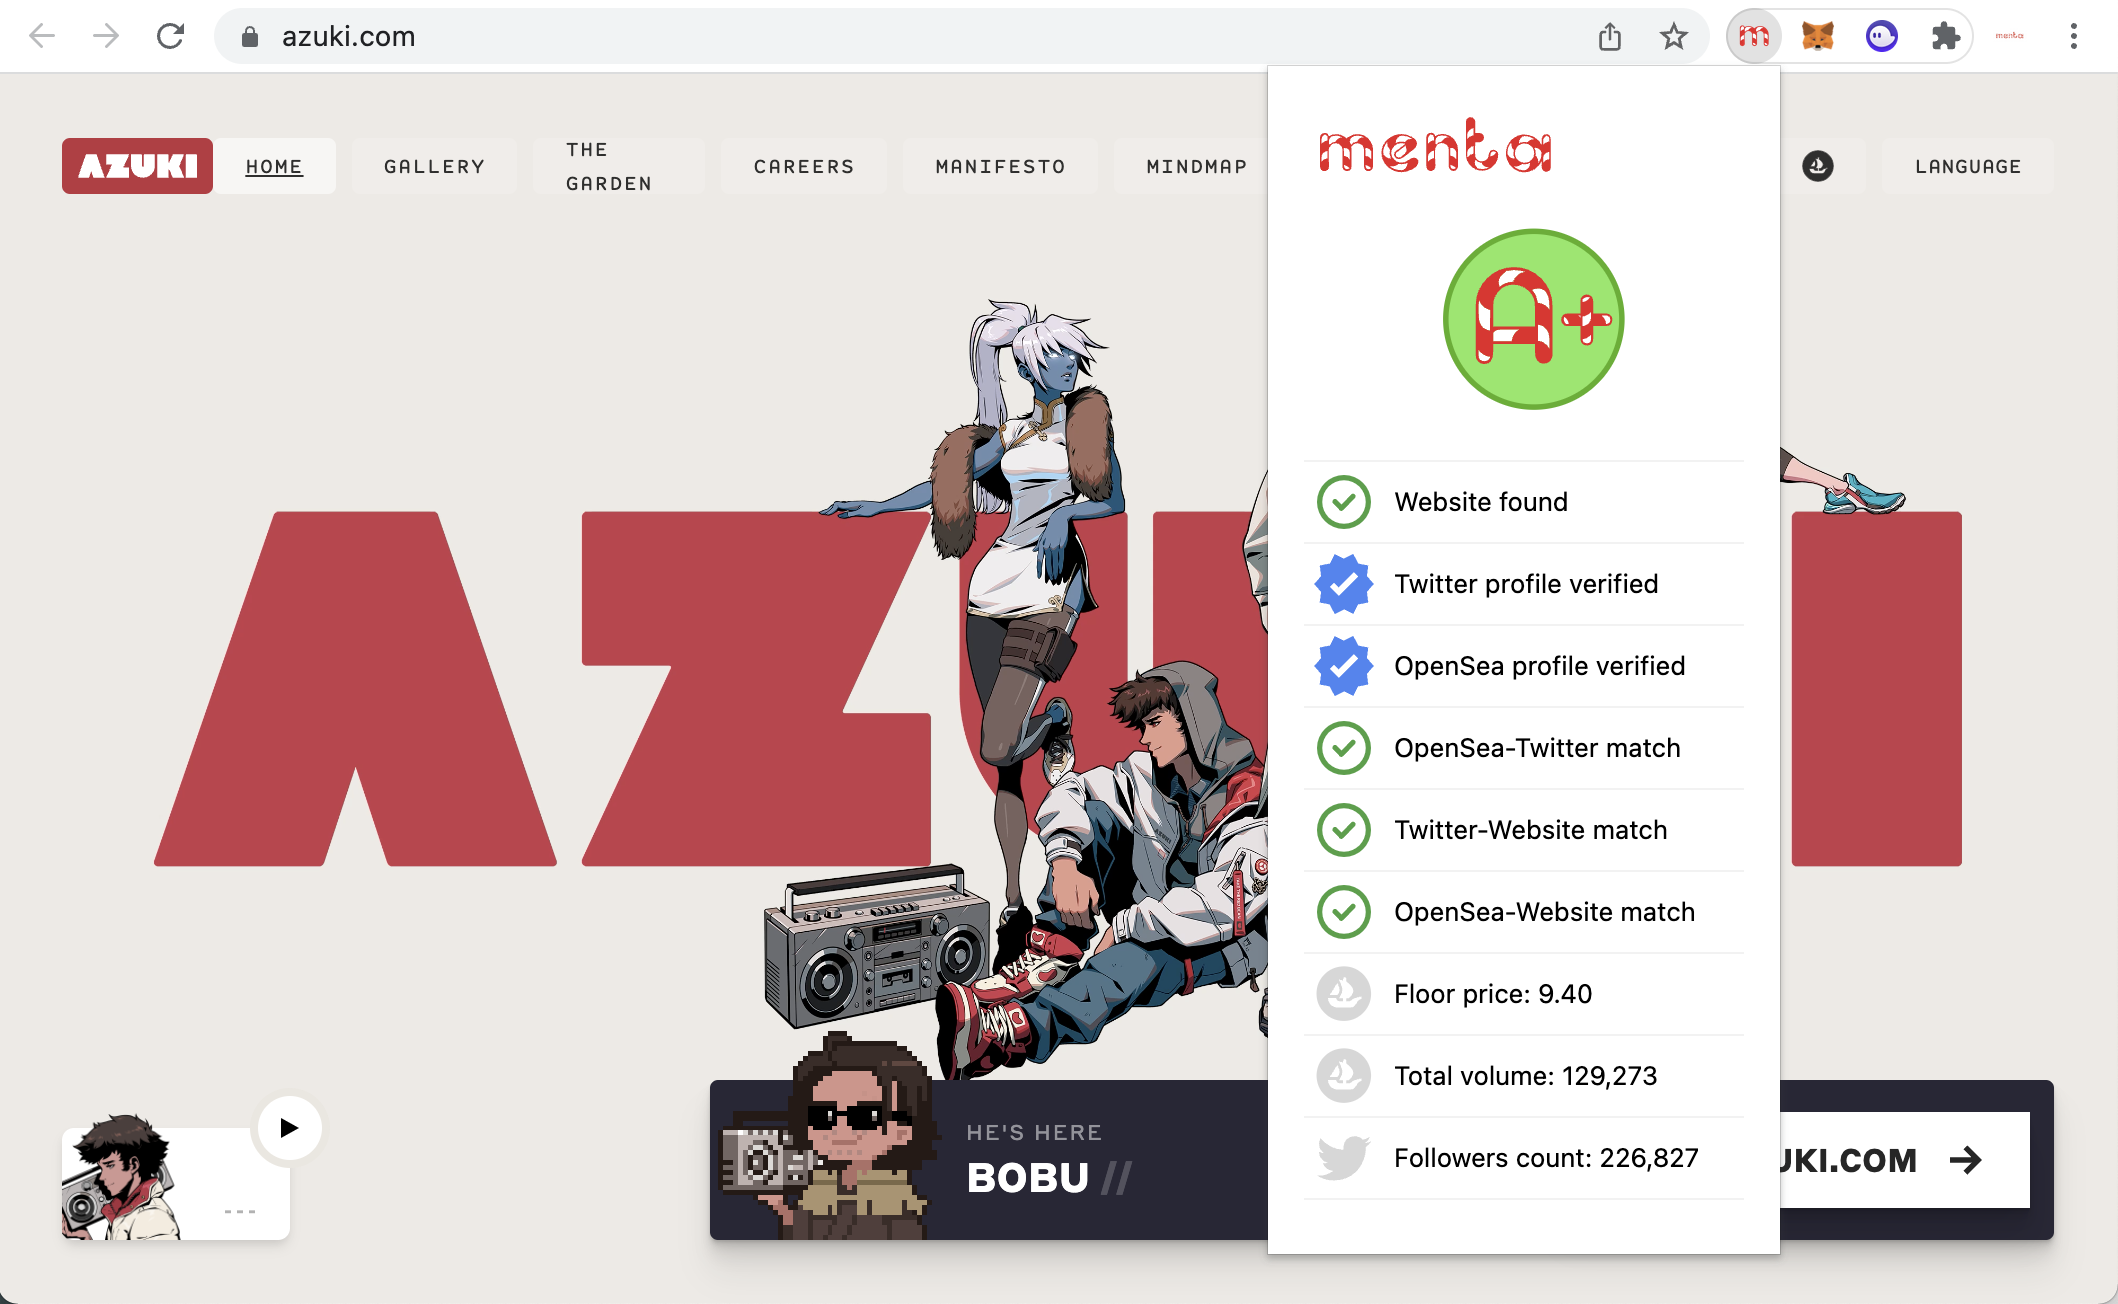 azuki.com
m
menta
AZUKI
HOME
GALLERY
THE
GARDEN
CAREERS
MANIFESTO
MINDMAP
LANGUAGE
menta
A+
Website found
Twitter profile verified
OpenSea profile verified
OpenSea-Twitter match
Twitter-Website match
OpenSea-Website match
Floor price: 9.40
Total volume: 129,273
Followers count: 226,827
AZU I
HE'S HERE
BOBU //
UKI.COM
---